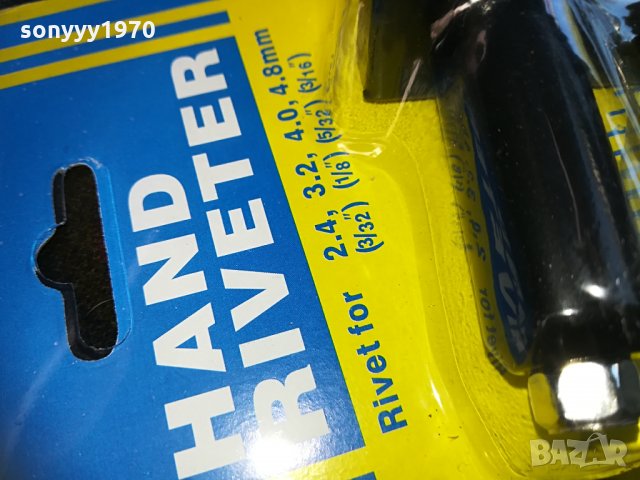 sonyyy1970
HAND
RIVETER
Rivet for 2.4, 3.2, 4.0, 4.8mm
(3/32") (1/8") (5/32") (3/16")
BAZAR